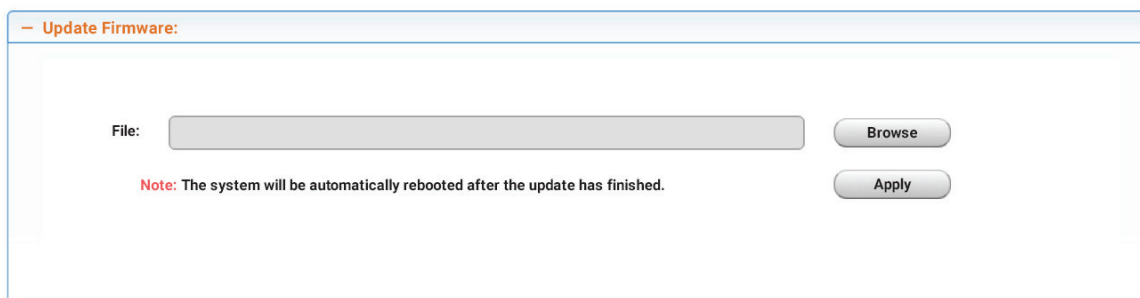 − Update Firmware:
File:
Browse
Note: The system will be automatically rebooted after the update has finished.
Apply